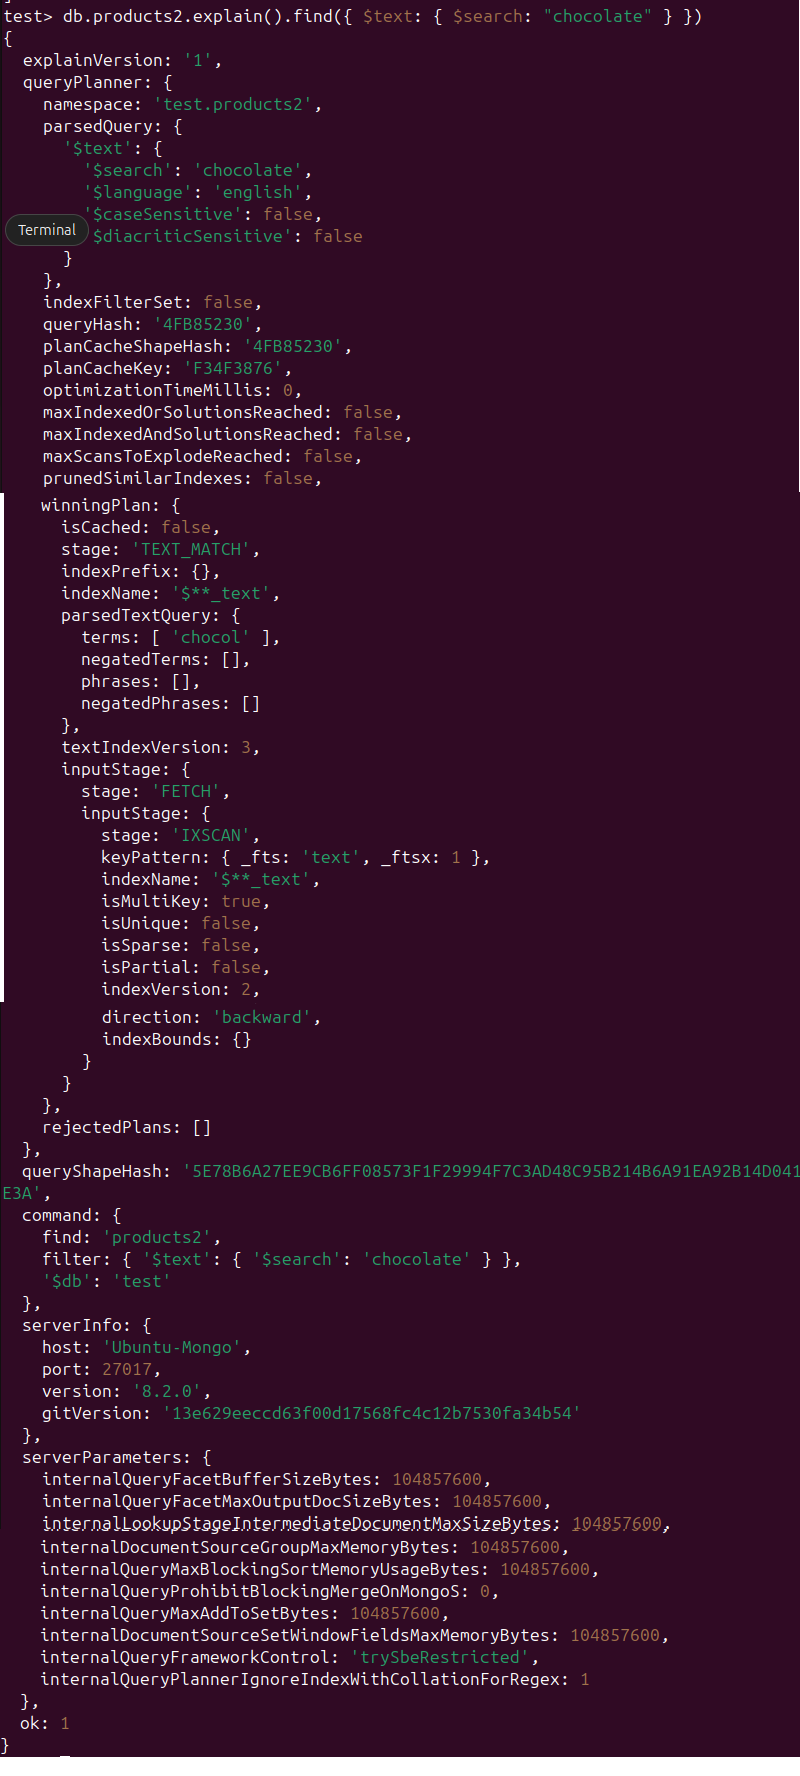 test> db.products2.explain().find({ $text: { $search: "chocolate" } })
{
  explainVersion: '1',
  queryPlanner: {
    namespace: 'test.products2',
    parsedQuery: {
      '$text': {
        '$search': 'chocolate',
        '$language': 'english',
        '$caseSensitive': false,
Terminal
        $diacriticSensitive': false
      }
    },
    indexFilterSet: false,
    queryHash: '4FB85230',
    planCacheShapeHash: '4FB85230',
    planCacheKey: 'F34F3876',
    optimizationTimeMillis: 0,
    maxIndexedOrSolutionsReached: false,
    maxIndexedAndSolutionsReached: false,
    maxScansToExplodeReached: false,
    prunedSimilarIndexes: false,
    winningPlan: {
      isCached: false,
      stage: 'TEXT_MATCH',
      indexPrefix: {},
      indexName: '$**_text',
      parsedTextQuery: {
        terms: [ 'chocol' ],
        negatedTerms: [],
        phrases: [],
        negatedPhrases: []
      },
      textIndexVersion: 3,
      inputStage: {
        stage: 'FETCH',
        inputStage: {
          stage: 'IXSCAN',
          keyPattern: { _fts: 'text', _ftsx: 1 },
          indexName: '$**_text',
          isMultiKey: true,
          isUnique: false,
          isSparse: false,
          isPartial: false,
          indexVersion: 2,
          direction: 'backward',
          indexBounds: {}
        }
      }
    },
    rejectedPlans: []
  },
  queryShapeHash: '5E78B6A27EE9CB6FF08573F1F29994F7C3AD48C95B214B6A91EA92B14D041
E3A',
  command: {
    find: 'products2',
    filter: { '$text': { '$search': 'chocolate' } },
    '$db': 'test'
  },
  serverInfo: {
    host: 'Ubuntu-Mongo',
    port: 27017,
    version: '8.2.0',
    gitVersion: '13e629eeccd63f00d17568fc4c12b7530fa34b54'
  },
  serverParameters: {
    internalQueryFacetBufferSizeBytes: 104857600,
    internalQueryFacetMaxOutputDocSizeBytes: 104857600,
    internalLookupStageIntermediateDocumentMaxSizeBytes: 104857600,
    internalDocumentSourceGroupMaxMemoryBytes: 104857600,
    internalQueryMaxBlockingSortMemoryUsageBytes: 104857600,
    internalQueryProhibitBlockingMergeOnMongoS: 0,
    internalQueryMaxAddToSetBytes: 104857600,
    internalDocumentSourceSetWindowFieldsMaxMemoryBytes: 104857600,
    internalQueryFrameworkControl: 'trySbeRestricted',
    internalQueryPlannerIgnoreIndexWithCollationForRegex: 1
  },
  ok: 1
}